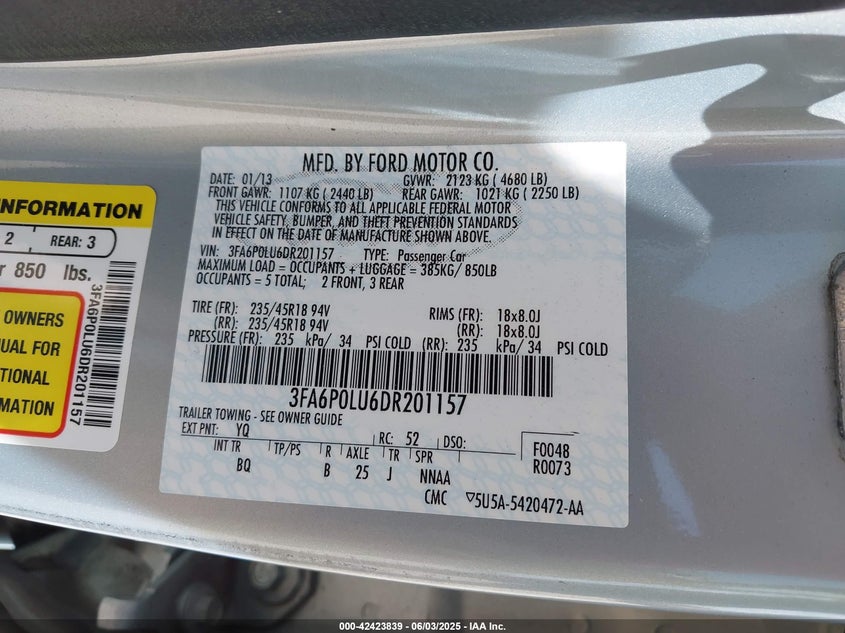 MFD. BY FORD MOTOR CO.
DATE: 01/13 GVWR: 2123 KG ( 4680 LB)
FRONT GAWR: 1107 KG ( 2440 LB) REAR GAWR: 1021 KG ( 2250 LB)
THIS VEHICLE CONFORMS TO ALL APPLICABLE FEDERAL MOTOR
VEHICLE SAFETY, BUMPER, AND THEFT PREVENTION STANDARDS
IN EFFECT ON THE DATE OF MANUFACTURE SHOWN ABOVE.
VIN: 3FA6P0LU6DR201157 TYPE: Passenger Car
MAXIMUM LOAD = OCCUPANTS + LUGGAGE = 385KG/ 850LB
OCCUPANTS = 5 TOTAL; 2 FRONT, 3 REAR
TIRE (FR): 235/45R18 94V RIMS (FR): 18x8.0J
(RR): 235/45R18 94V (RR): 18x8.0J
PRESSURE (FR): 235 kPa/ 34 PSI COLD (RR): 235 kPa/ 34 PSI COLD
3FA6P0LU6DR201157
TRAILER TOWING - SEE OWNER GUIDE
EXT PNT: YQ RC: 52 DSO: F0048
INT TR TP/PS R AXLE TR SPR R0073
BQ B 25 J NNAA
CMC ▽5U5A-5420472-AA
INFORMATION
2 REAR: 3
r 850 lbs.
OWNERS
UAL FOR
TIONAL
MATION
3FA6P0LU6DR201157
000-42423839 - 06/03/2025 - IAA Inc.